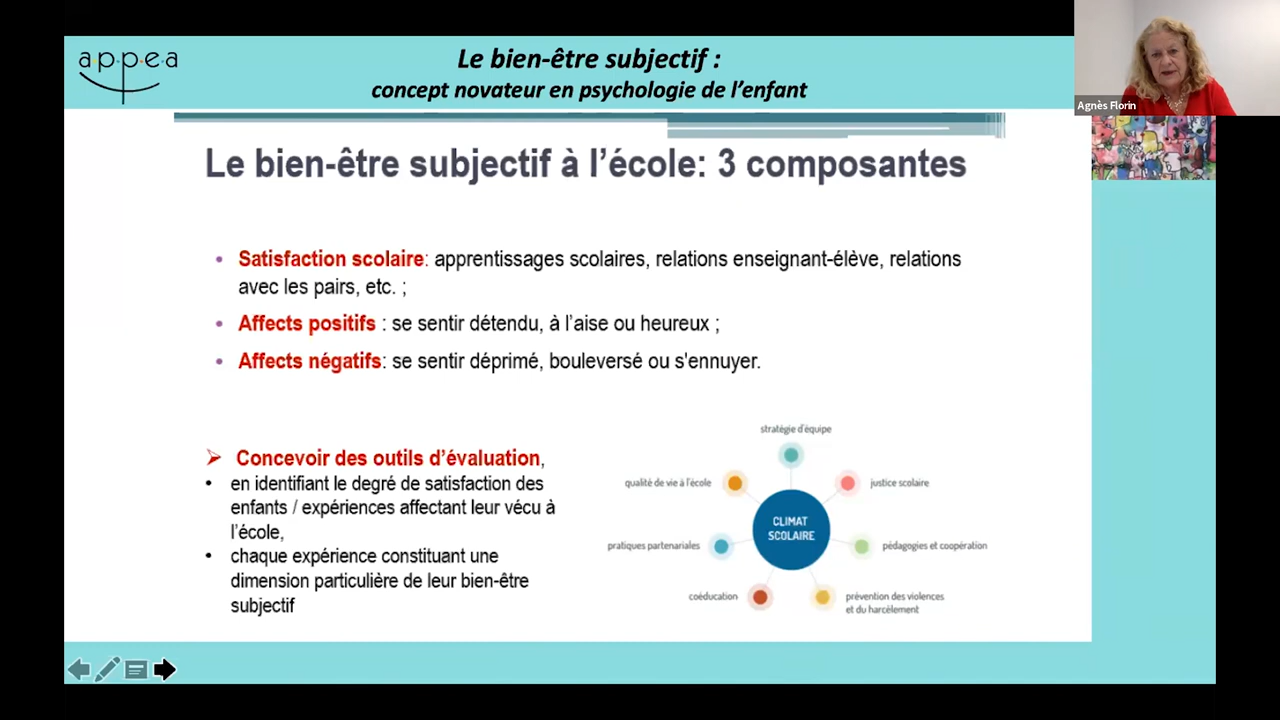 a·p·p·e·a
Le bien-être subjectif :
concept novateur en psychologie de l'enfant
Agnès Florin
Le bien-être subjectif à l'école: 3 composantes
• Satisfaction scolaire: apprentissages scolaires, relations enseignant-élève, relations
avec les pairs, etc. ;
• Affects positifs : se sentir détendu, à l'aise ou heureux ;
• Affects négatifs: se sentir déprimé, bouleversé ou s'ennuyer.
➢ Concevoir des outils d'évaluation,
• en identifiant le degré de satisfaction des
enfants / expériences affectant leur vécu à
l'école,
• chaque expérience constituant une
dimension particulière de leur bien-être
subjectif
stratégie d'équipe
qualité de vie à l'école
justice scolaire
CLIMAT
SCOLAIRE
pratiques partenariales
pédagogies et coopération
coéducation
prévention des violences
et du harcèlement